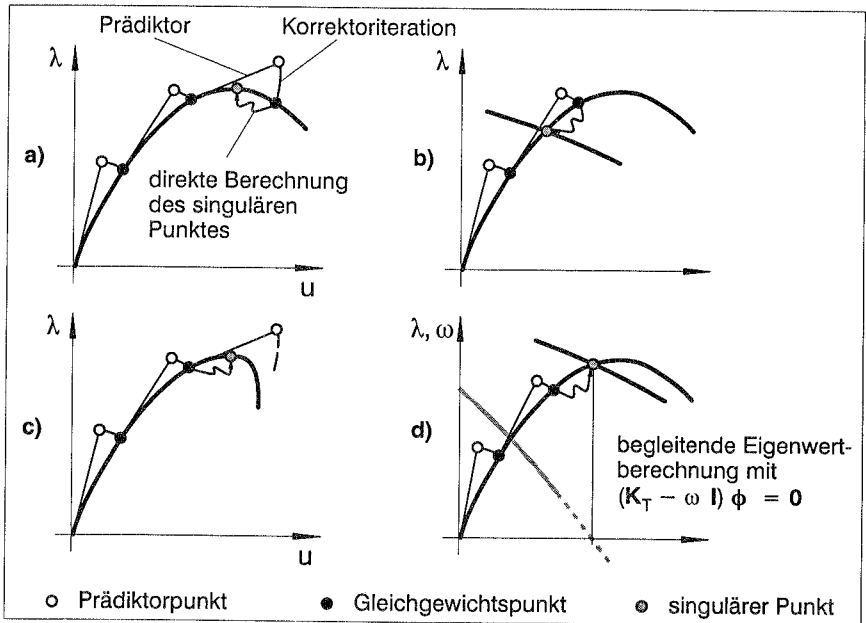 Prädiktor
Korrektoriteration
λ
a)
direkte Berechnung
des singulären
Punktes
u
λ
b)
λ
c)
u
λ, ω
d)
begleitende Eigenwert-
berechnung mit
(K_T − ω I) ϕ = 0
Prädiktorpunkt
Gleichgewichtspunkt
singulärer Punkt